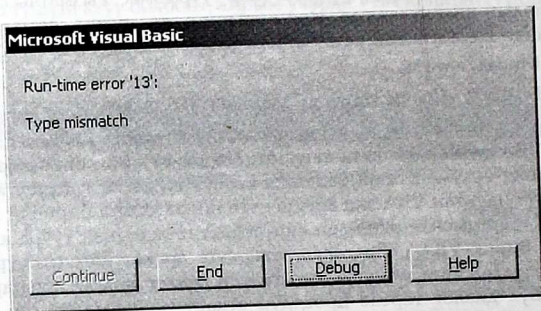 Microsoft Visual Basic
Run-time error '13':
Type mismatch
Continue
End
Debug
Help